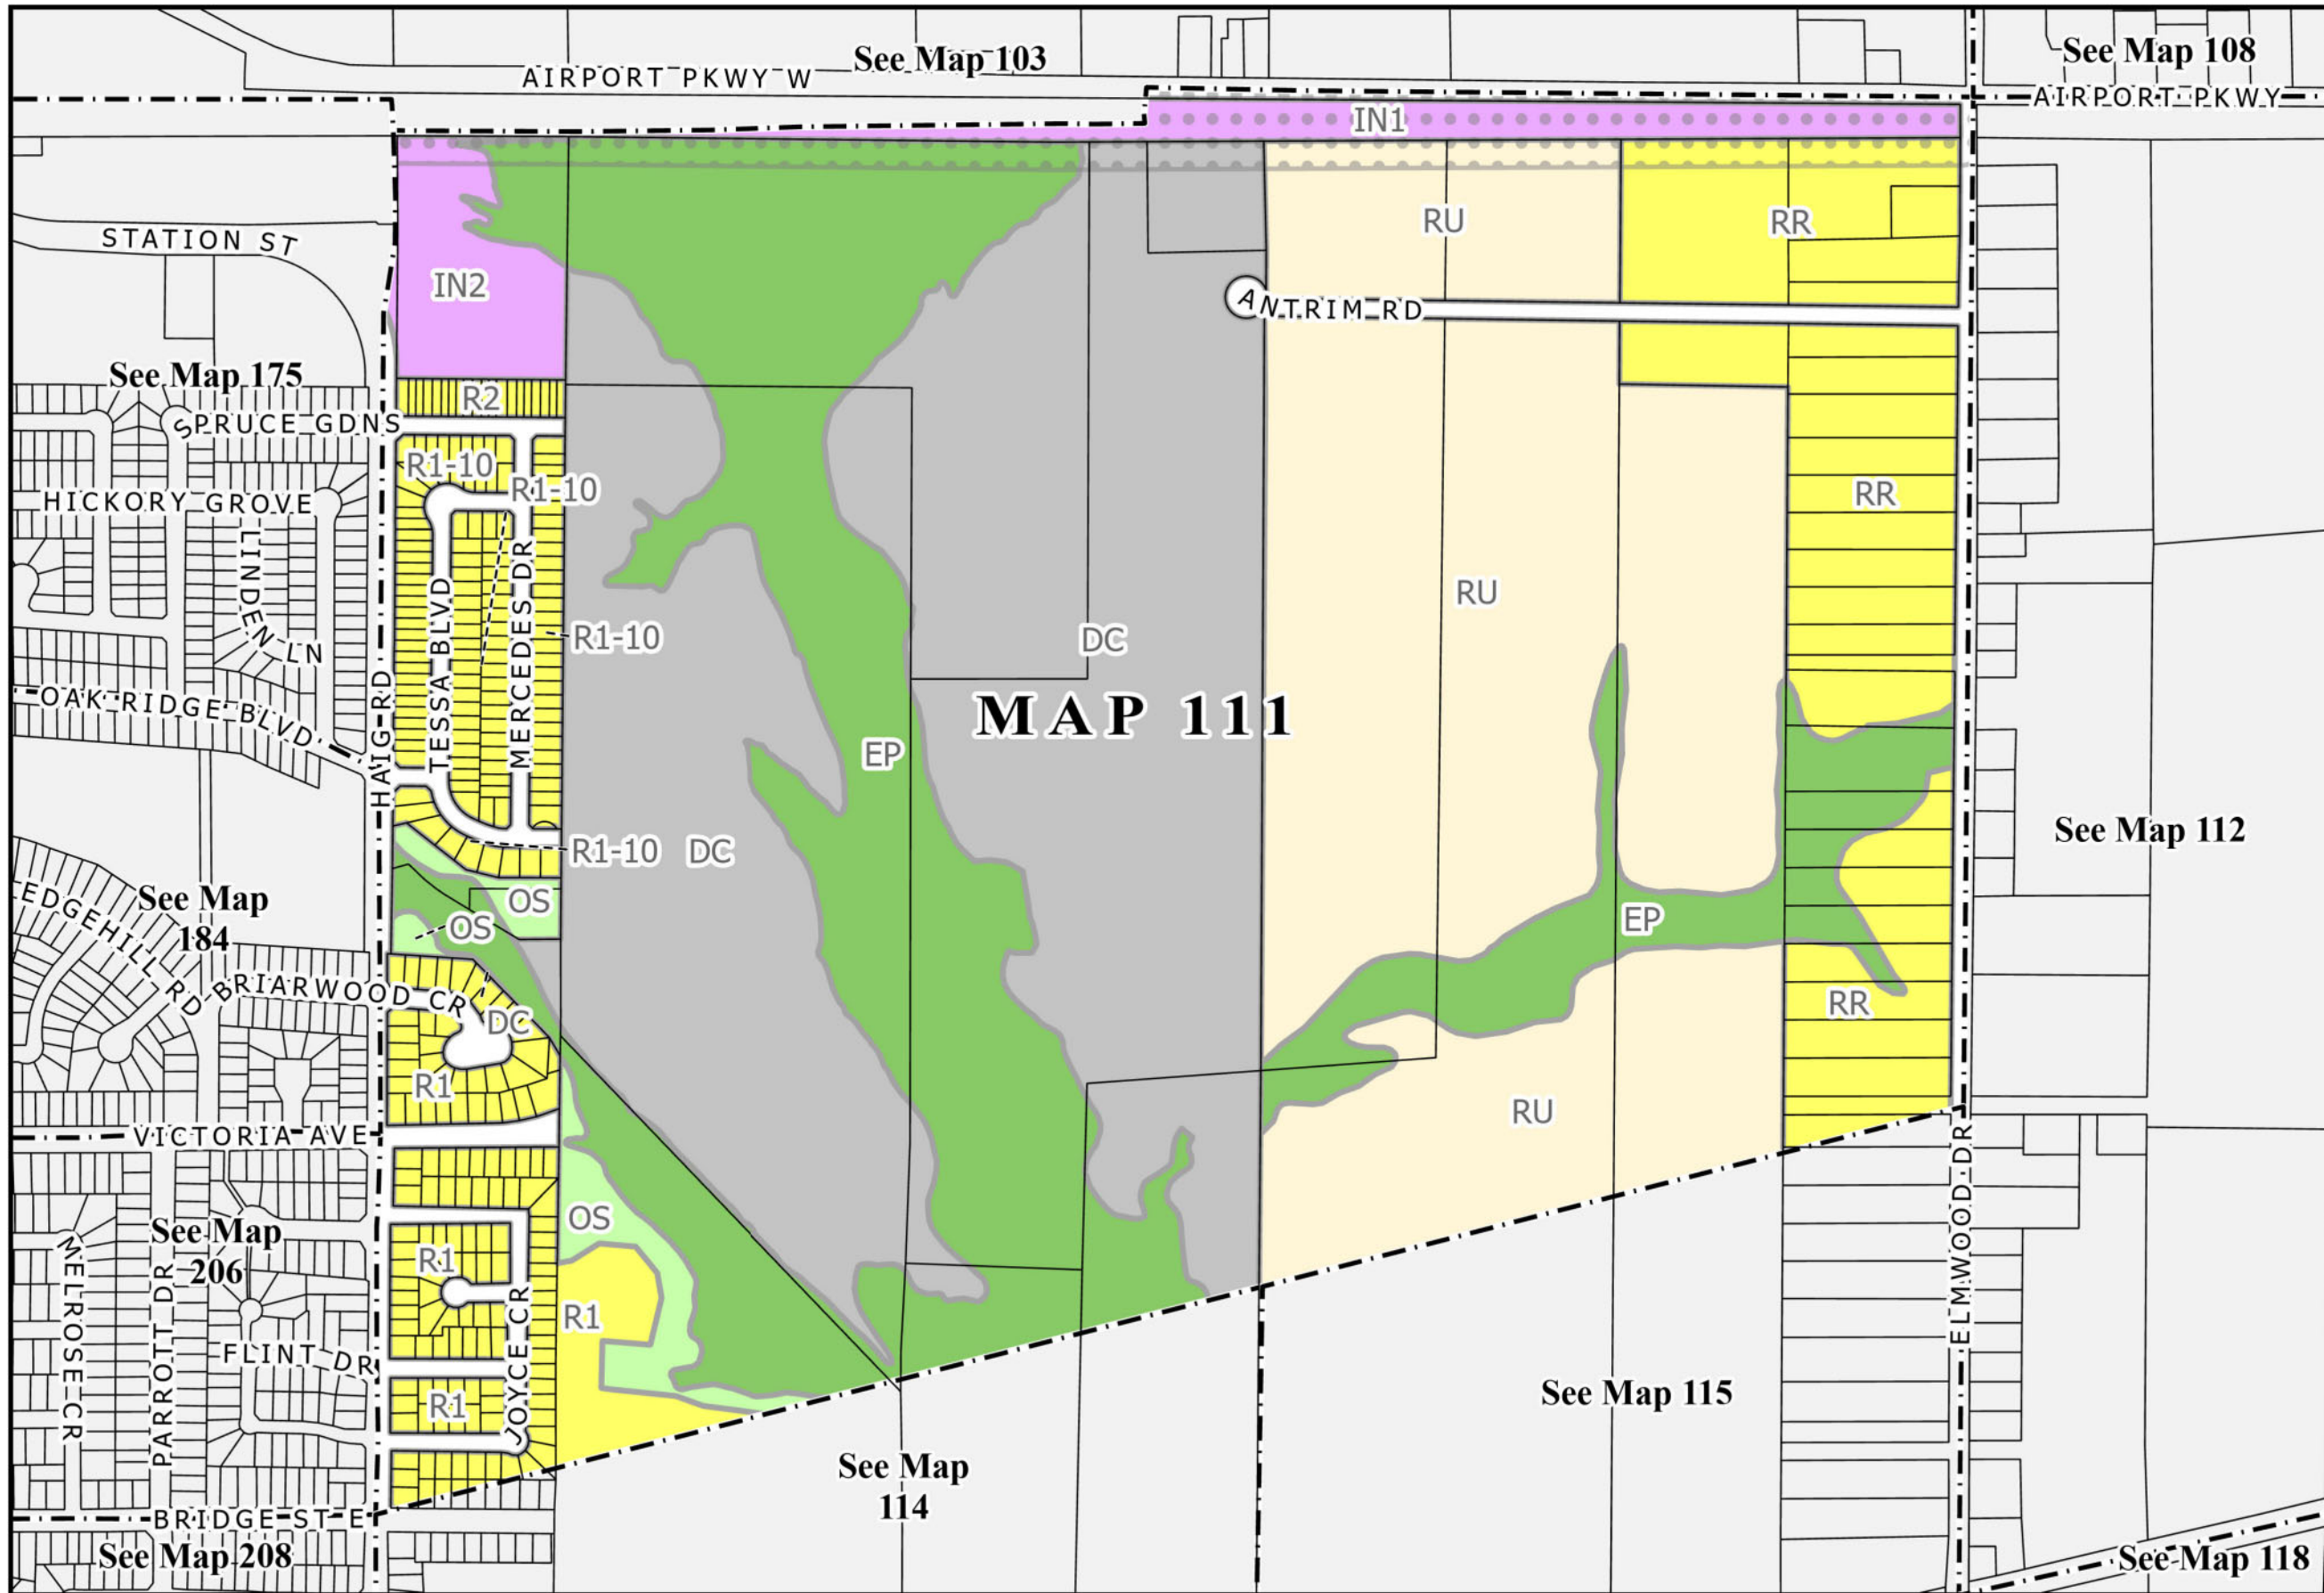 See Map 103
See Map 108
AIRPORT PKWY W
AIRPORT PKWY
IN1
STATION ST
RU
RR
IN2
ANTRIM RD
See Map 175
R2
SPRUCE GDNS
R1-10
R1-10
HICKORY GROVE
RR
LINDEN LN
MERCEDES DR
TESSA BLVD
RU
R1-10
DC
OAK RIDGE BLVD
HAIG RD
MAP 111
EP
See Map 112
R1-10
DC
See Map
184
EDGEHILL RD
OS
OS
EP
BRIARWOOD CR
DC
RR
R1
RU
VICTORIA AVE
ELMWOOD DR
See Map
206
OS
R1
R1
MELROSE CR
PARROTT DR
JOYCE CR
FLINT DR
R1
See Map 115
See Map
114
BRIDGE ST E
See Map 208
See Map 118